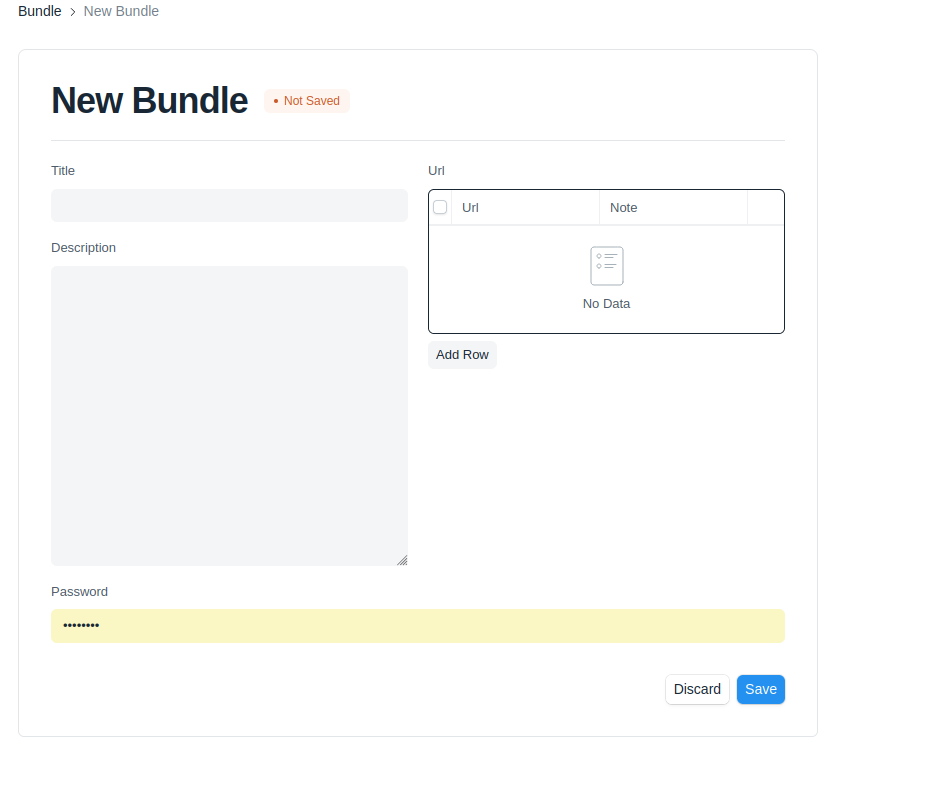 Bundle > New Bundle
New Bundle • Not Saved
Title
Description
Url
Url Note
No Data
Add Row
Password
••••••••
Discard Save